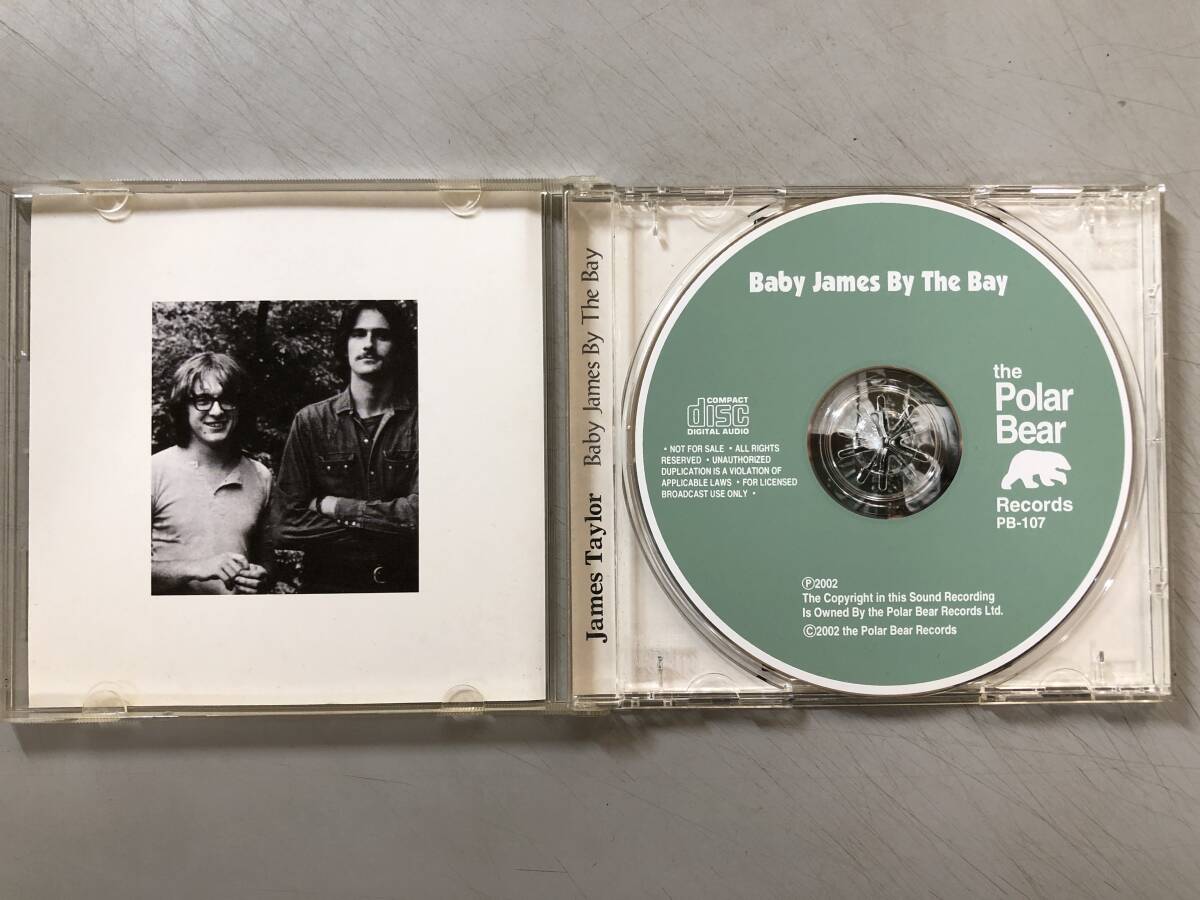 James Taylor Baby James By The Bay
Baby James By The Bay
COMPACT
disc
DIGITAL AUDIO
• NOT FOR SALE • ALL RIGHTS
RESERVED • UNAUTHORIZED
DUPLICATION IS A VIOLATION OF
APPLICABLE LAWS • FOR LICENSED
BROADCAST USE ONLY •
the
Polar
Bear
Records
PB-107
Ⓟ2002
The Copyright in this Sound Recording
Is Owned By the Polar Bear Records Ltd.
©2002 the Polar Bear Records